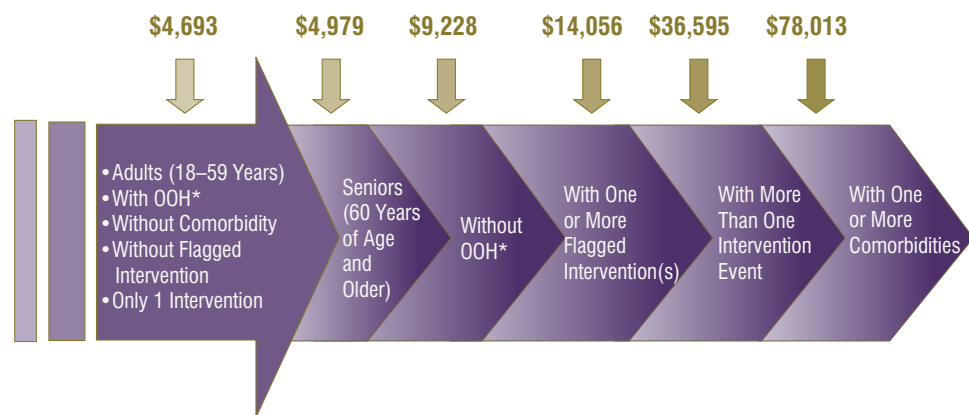 $4,693 $4,979 $9,228 $14,056 $36,595 $78,013
• Adults (18–59 Years)
• With OOH*
• Without Comorbidity
• Without Flagged
Intervention
• Only 1 Intervention
Seniors
(60 Years
of Age
and
Older)
Without
OOH*
With One
or More
Flagged
Intervention(s)
With More
Than One
Intervention
Event
With One
or More
Comorbidities